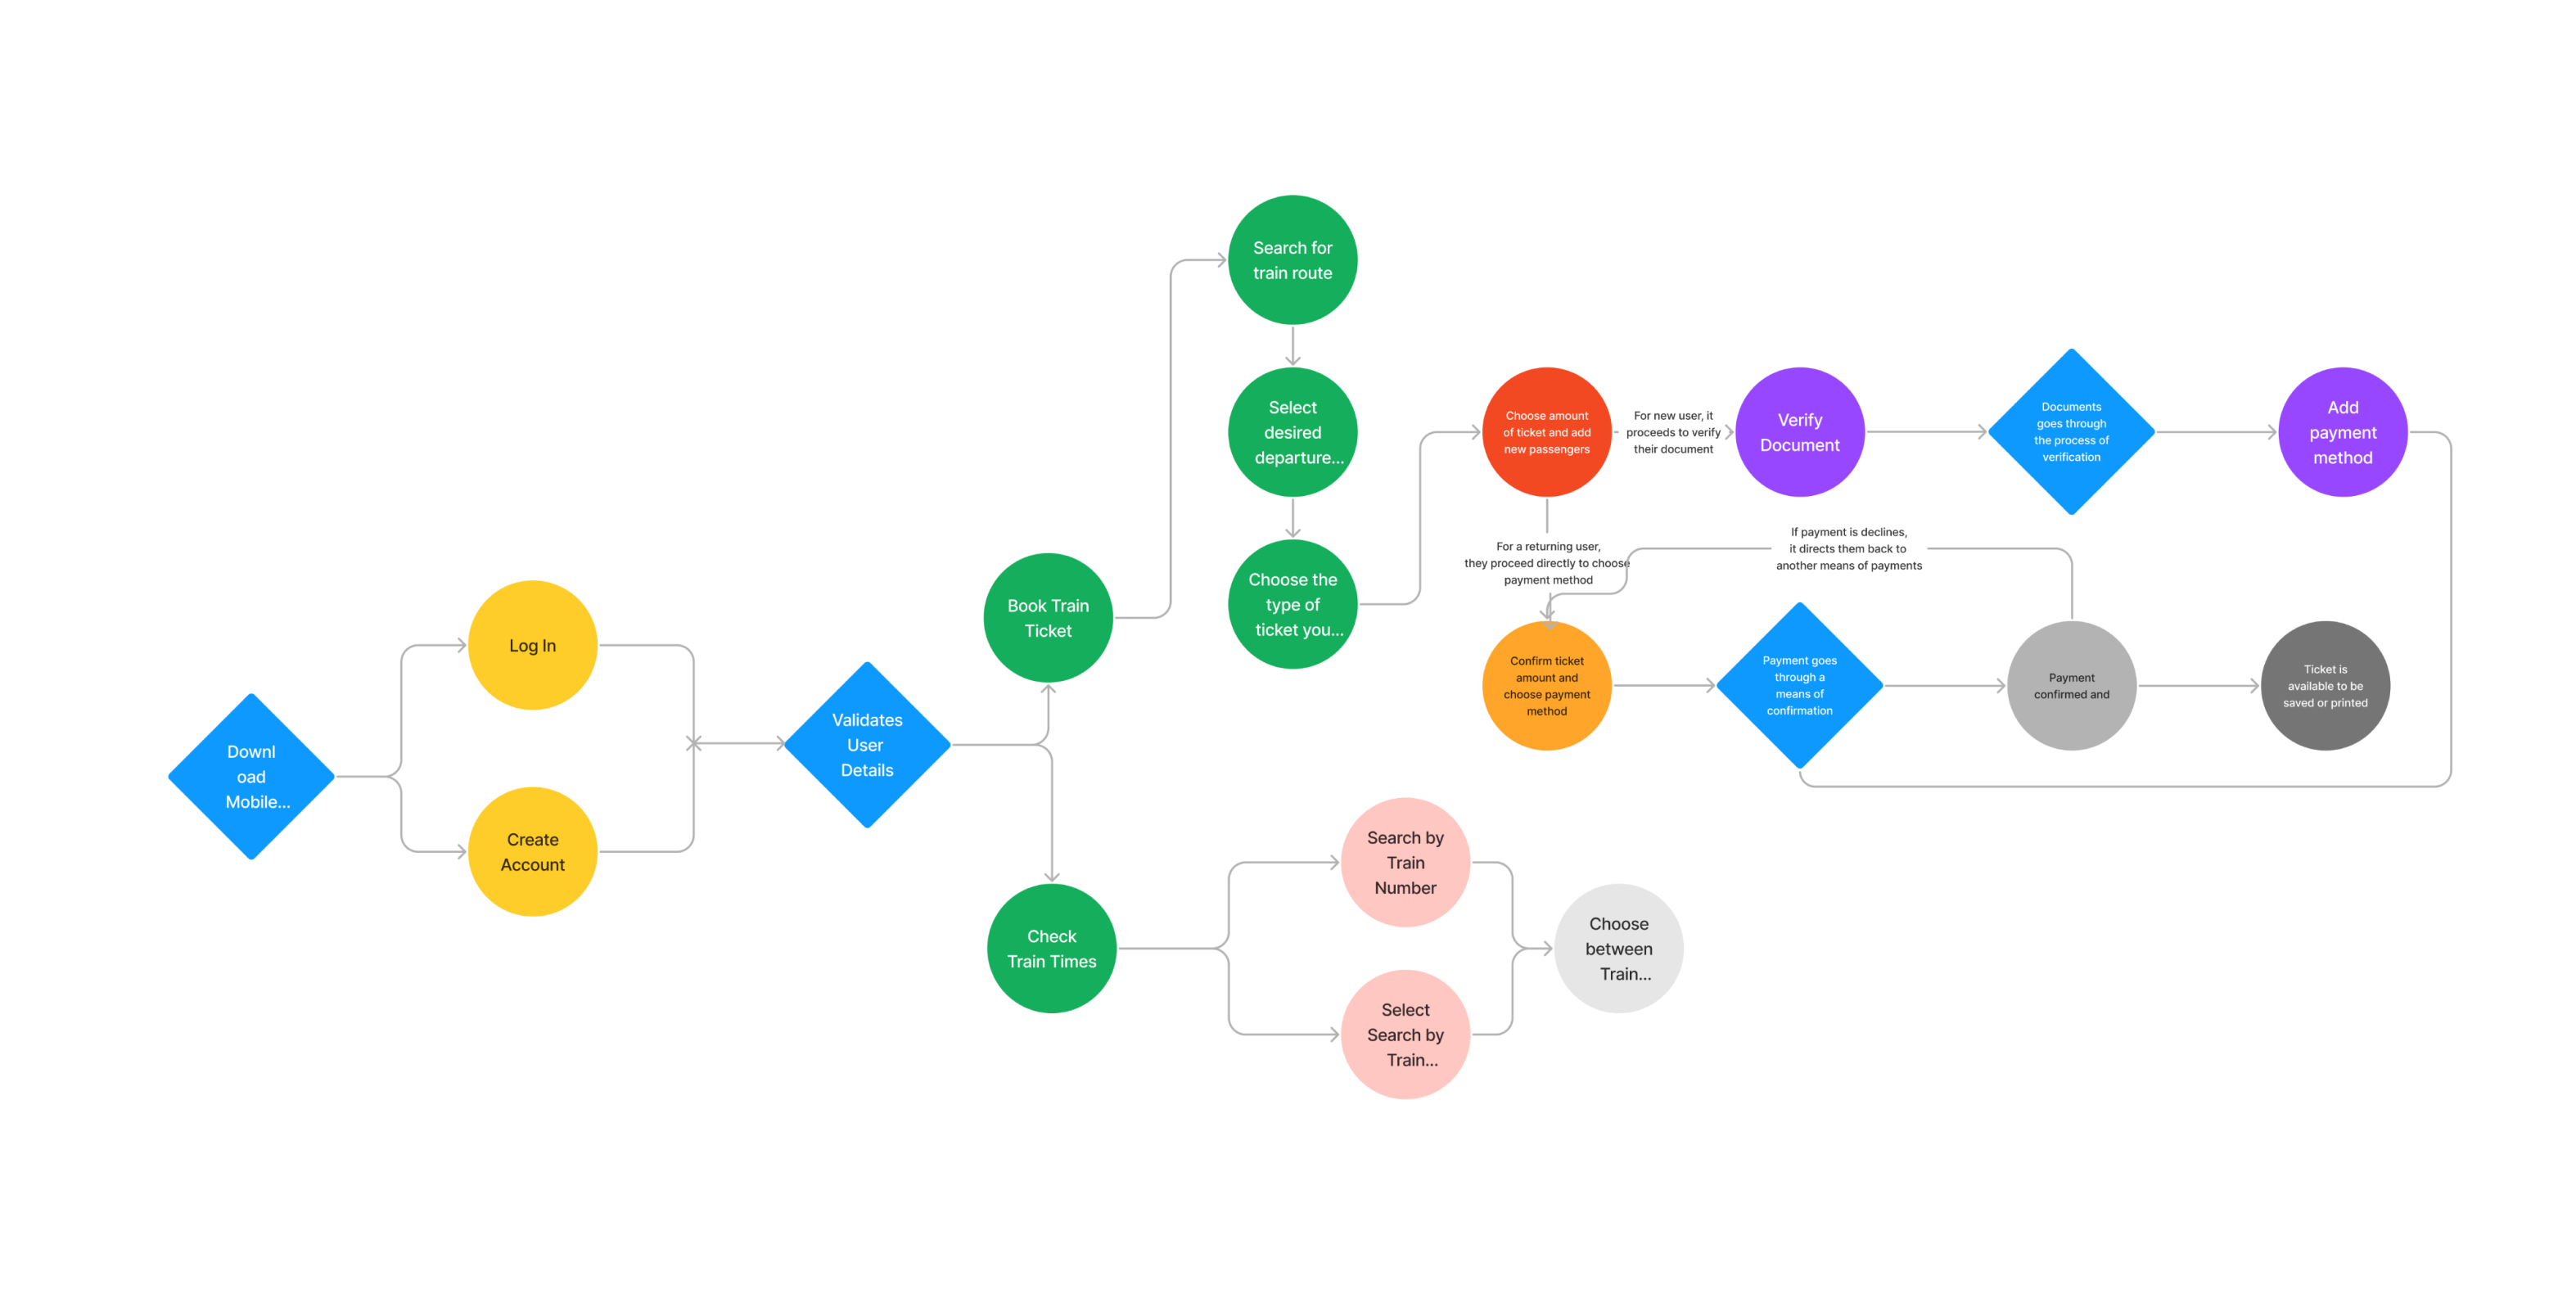 Downl
oad
Mobile...
Log In
Create
Account
Validates
User
Details
Book Train
Ticket
Check
Train Times
Search for
train route
Select
desired
departure...
Choose the
type of
ticket you...
Choose amount
of ticket and add
new passengers
For new user, it
proceeds to verify
their document
Verify
Document
Documents
goes through
the process of
verification
Add
payment
method
For a returning user,
they proceed directly to choose
payment method
If payment is declines,
it directs them back to
another means of payments
Confirm ticket
amount and
choose payment
method
Payment goes
through a
means of
confirmation
Payment
confirmed and
Ticket is
available to be
saved or printed
Search by
Train
Number
Select
Search by
Train...
Choose
between
Train...